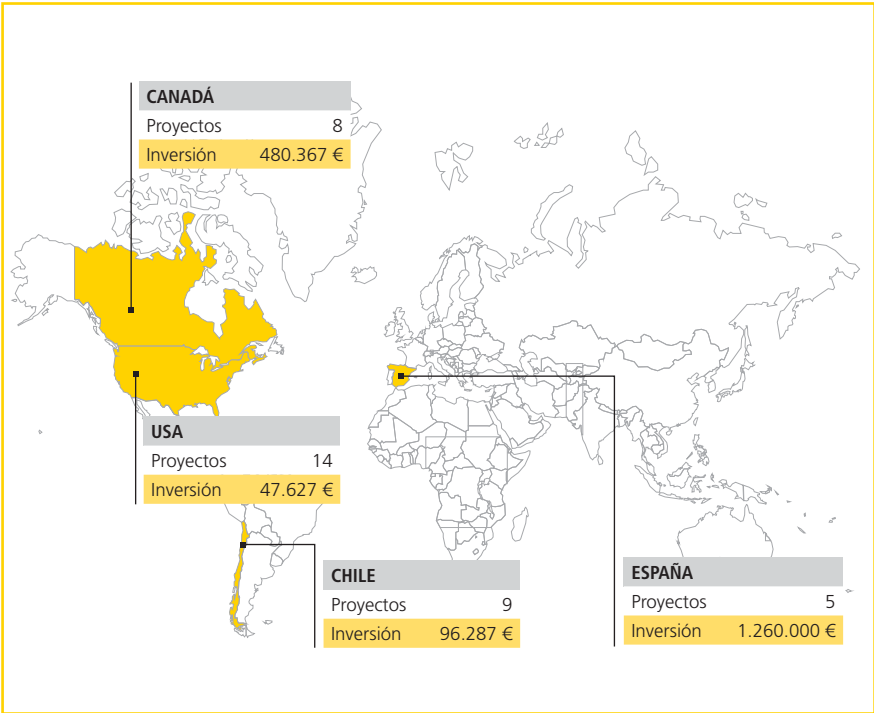 CANADÁ
Proyectos 8
Inversión 480.367 €
USA
Proyectos 14
Inversión 47.627 €
CHILE
Proyectos 9
Inversión 96.287 €
ESPAÑA
Proyectos 5
Inversión 1.260.000 €